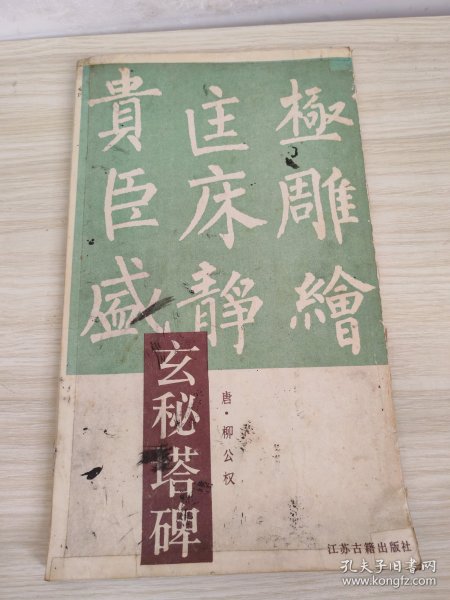 極雕繪
匡床靜
貴臣盛
玄秘塔碑
唐·柳公权
江苏古籍出版社
孔夫子旧书网
www.kongfz.com